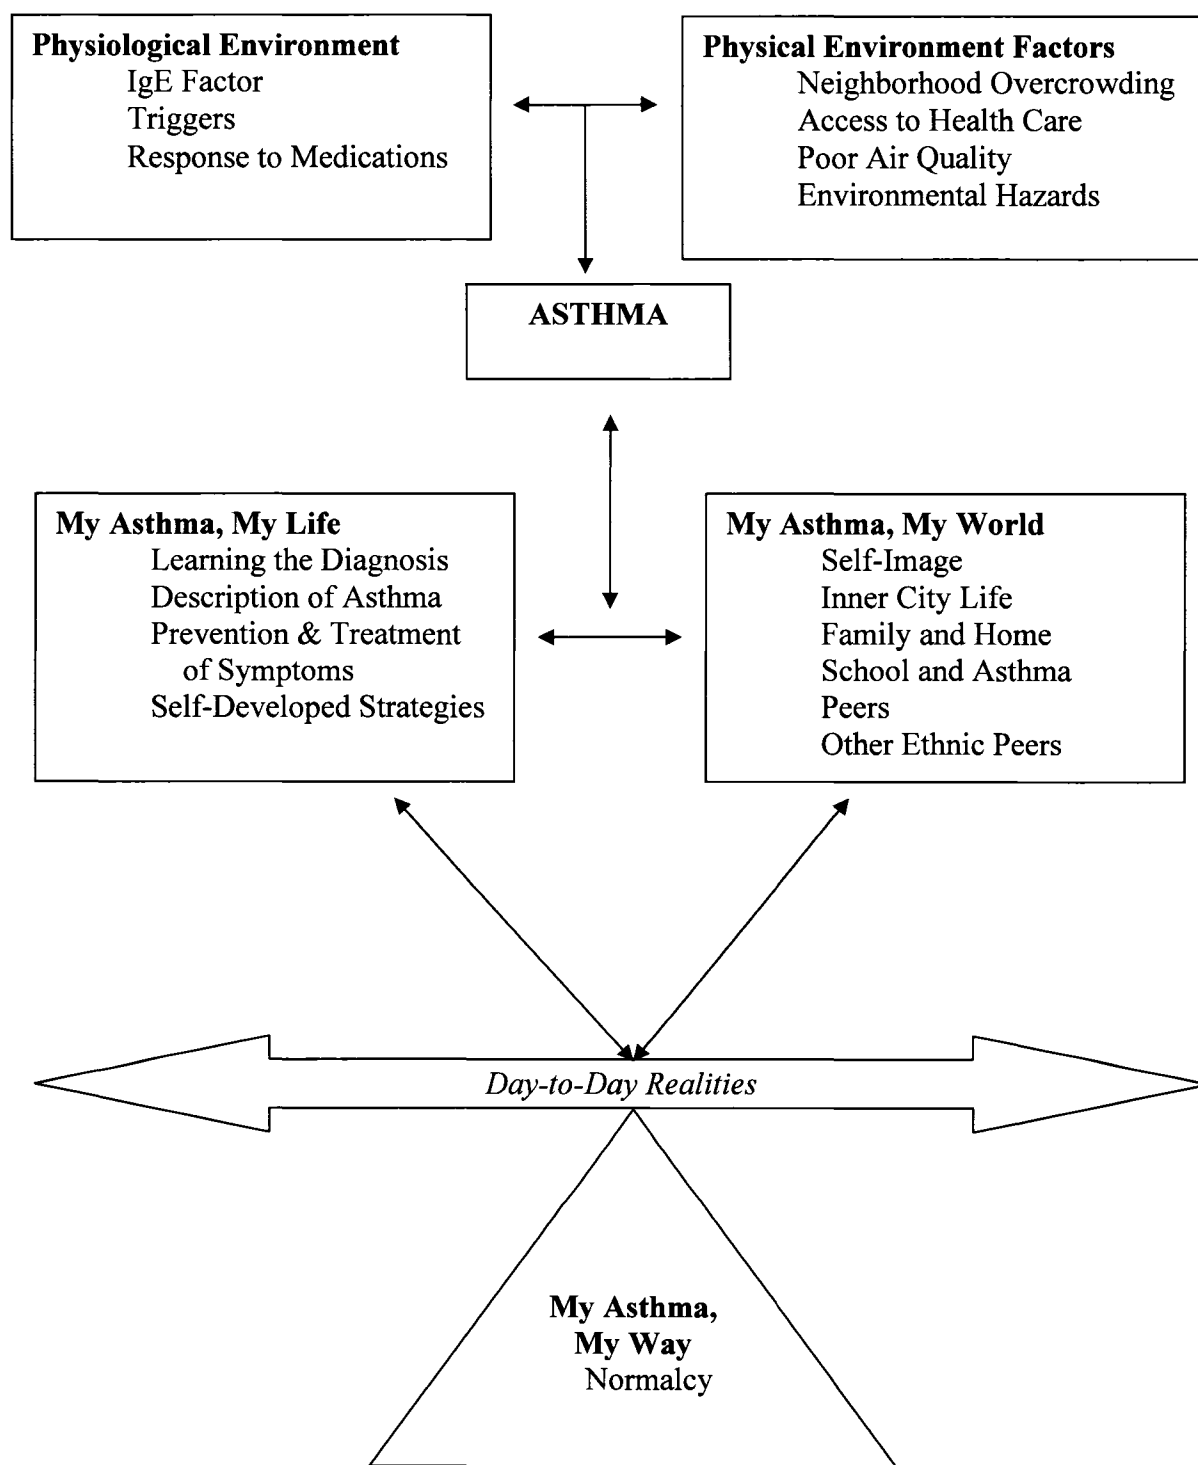 Physiological Environment
IgE Factor
Triggers
Response to Medications
Physical Environment Factors
Neighborhood Overcrowding
Access to Health Care
Poor Air Quality
Environmental Hazards
ASTHMA
My Asthma, My Life
Learning the Diagnosis
Description of Asthma
Prevention & Treatment
of Symptoms
Self-Developed Strategies
My Asthma, My World
Self-Image
Inner City Life
Family and Home
School and Asthma
Peers
Other Ethnic Peers
Day-to-Day Realities
My Asthma,
My Way
Normalcy